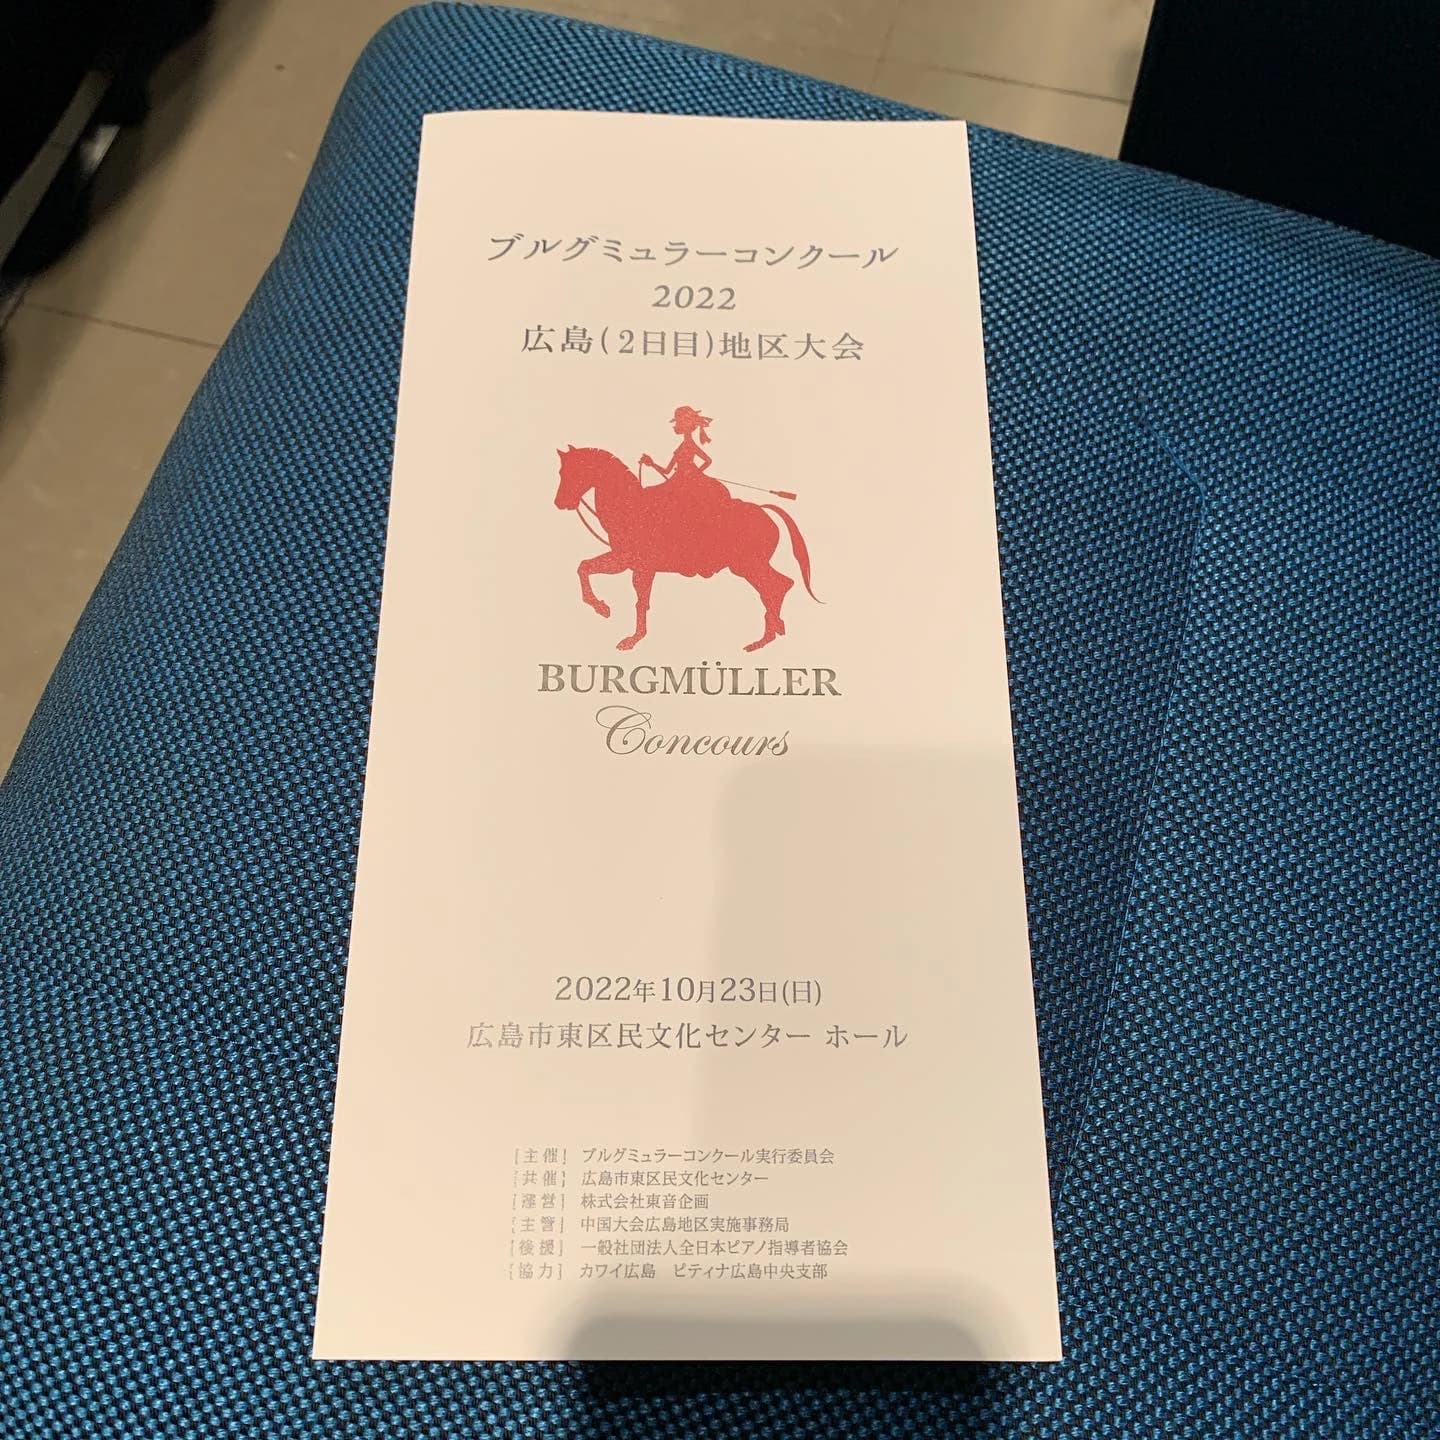 ブルグミュラーコンクール
2022
広島(2日目)地区大会
BURGMÜLLER
Concours
2022年10月23日(日)
広島市東区民文化センター ホール
[主催] ブルグミュラーコンクール実行委員会
[共催] 広島市東区民文化センター
[運営] 株式会社東音企画
[主管] 中国大会広島地区実施事務局
[後援] 一般社団法人全日本ピアノ指導者協会
[協力] カワイ広島 ピティナ広島中央支部